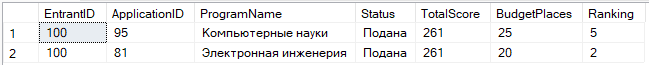 EntrantID ApplicationID ProgramName Status TotalScore BudgetPlaces Ranking
1 100 95 Компьютерные науки Подана 261 25 5
2 100 81 Электронная инженерия Подана 261 20 2